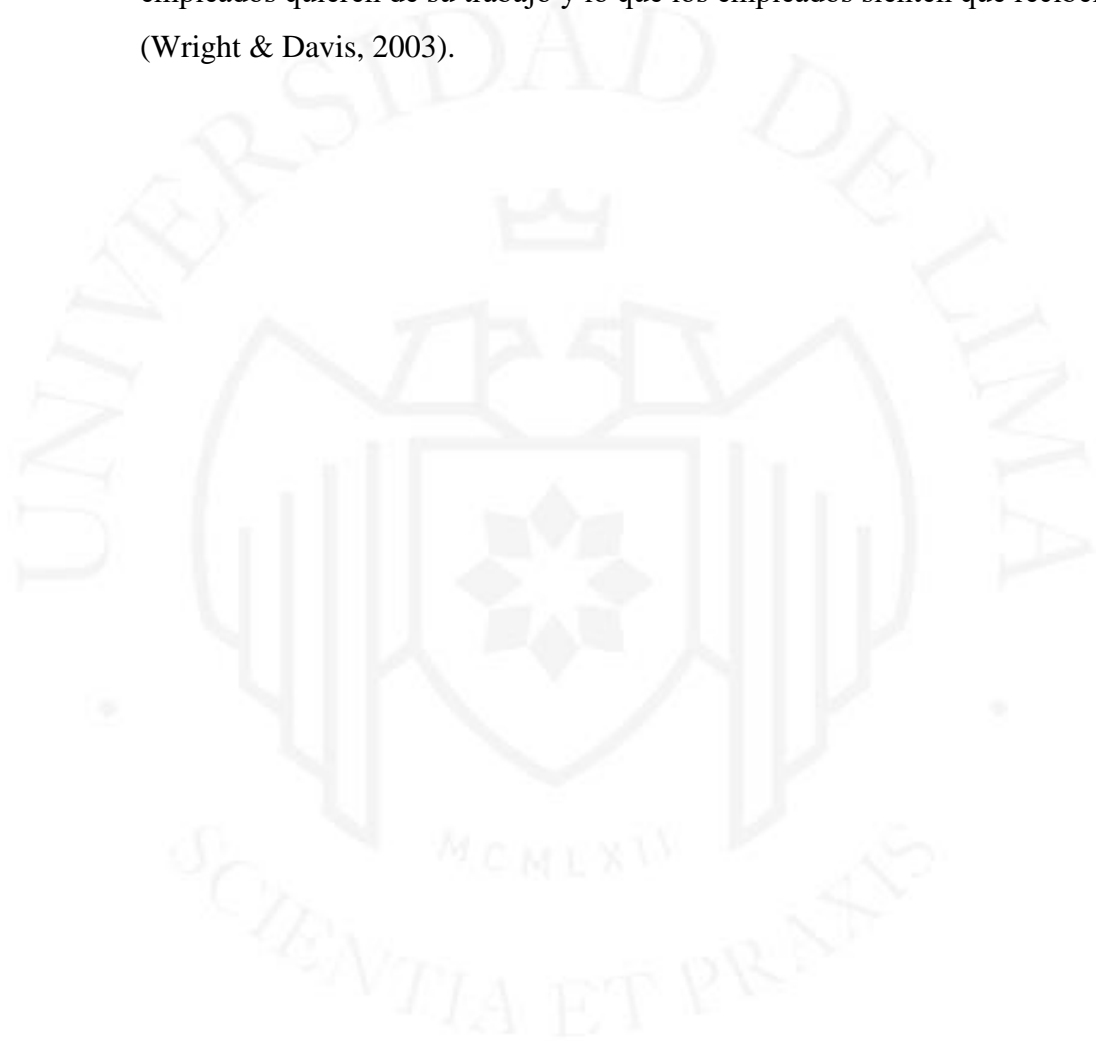 empleados quieren de su trabajo y lo que los empleados sienten que reciben
(Wright & Davis, 2003).
UNIVERSIDAD DE LIMA
MCMLXII
SCIENTIA ET PRAXIS